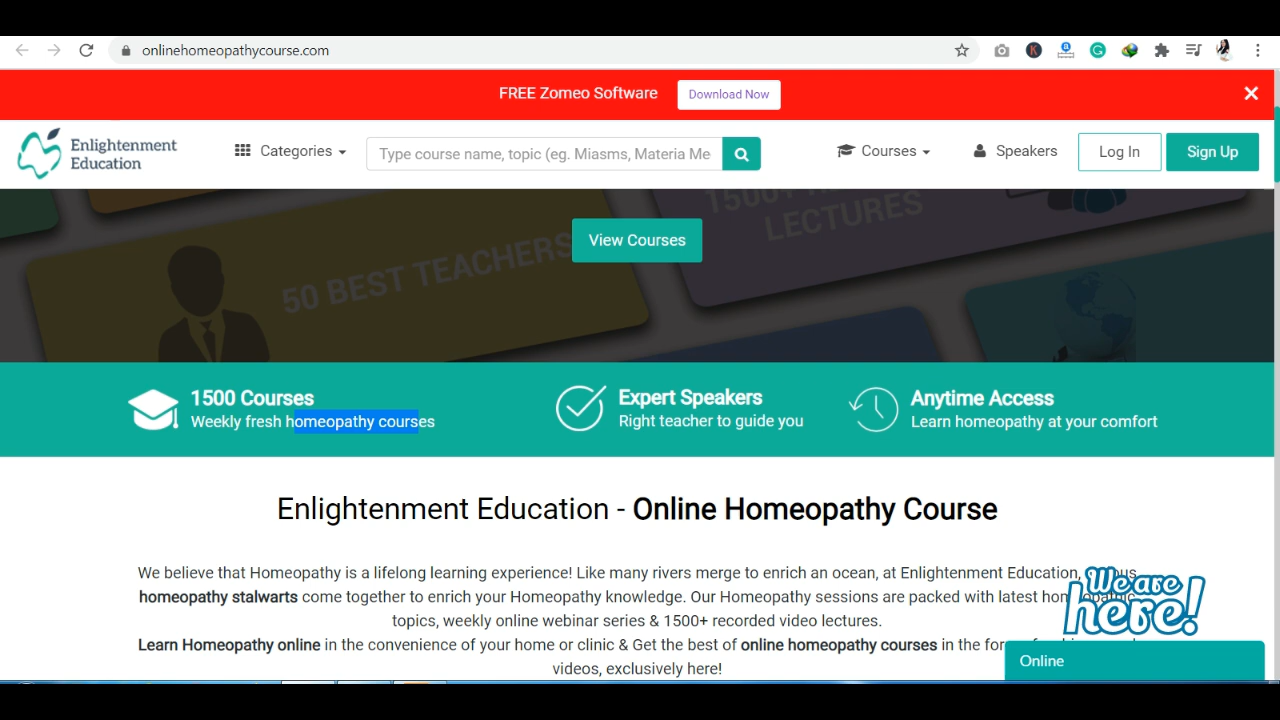 onlinehomeopathycourse.com
FREE Zomeo Software Download Now
Enlightenment
Education
Categories
Type course name, topic (eg. Miasms, Materia Me
Courses
Speakers
Log In
Sign Up
1500+
LECTURES
50 BEST TEACHERS
View Courses
1500 Courses
Weekly fresh homeopathy courses
Expert Speakers
Right teacher to guide you
Anytime Access
Learn homeopathy at your comfort
Enlightenment Education - Online Homeopathy Course
We believe that Homeopathy is a lifelong learning experience! Like many rivers merge to enrich an ocean, at Enlightenment Education,
homeopathy stalwarts come together to enrich your Homeopathy knowledge. Our Homeopathy sessions are packed with latest
topics, weekly online webinar series & 1500+ recorded video lectures.
Learn Homeopathy online in the convenience of your home or clinic & Get the best of online homeopathy courses in the
videos, exclusively here!
We are
here!
Online